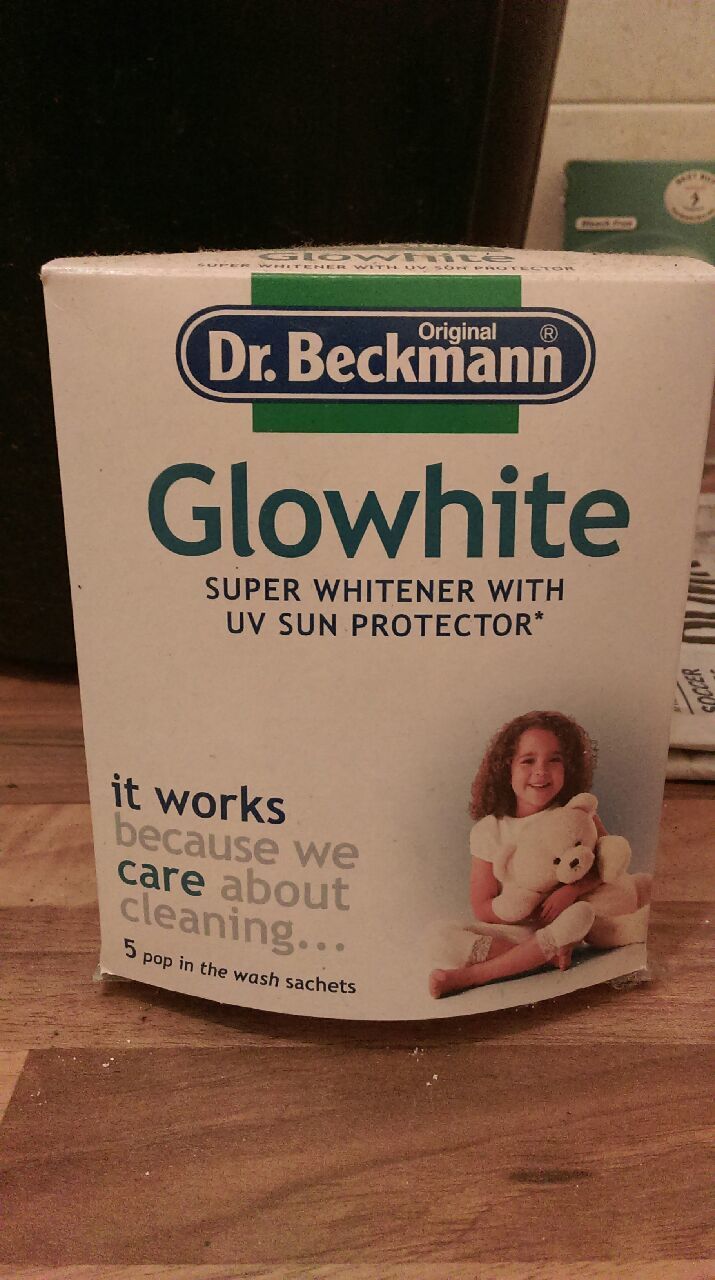 Glowhite
SUPER WHITENER WITH UV SUN PROTECTOR
Original
Dr. Beckmann®
Glowhite
SUPER WHITENER WITH
UV SUN PROTECTOR*
it works
because we
care about
cleaning...
5 pop in the wash sachets
SOCCER